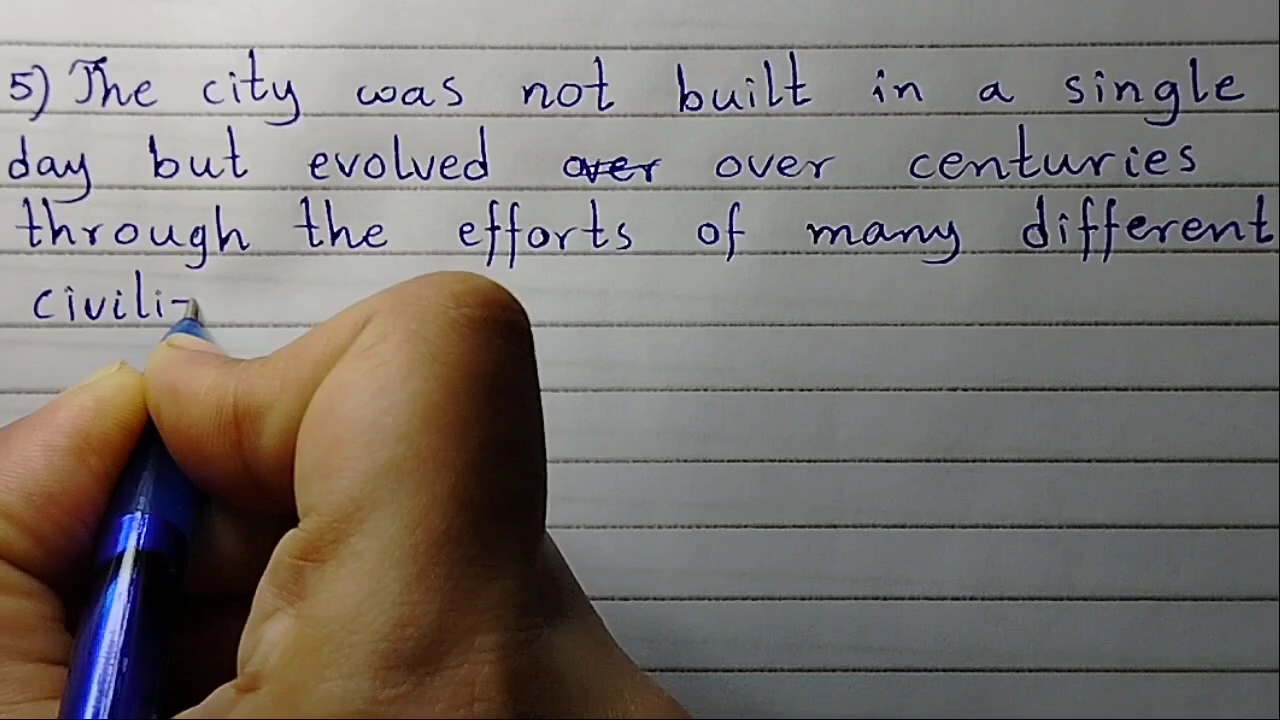 5) The city was not built in a single
day but evolved over over centuries
through the efforts of many different
civili